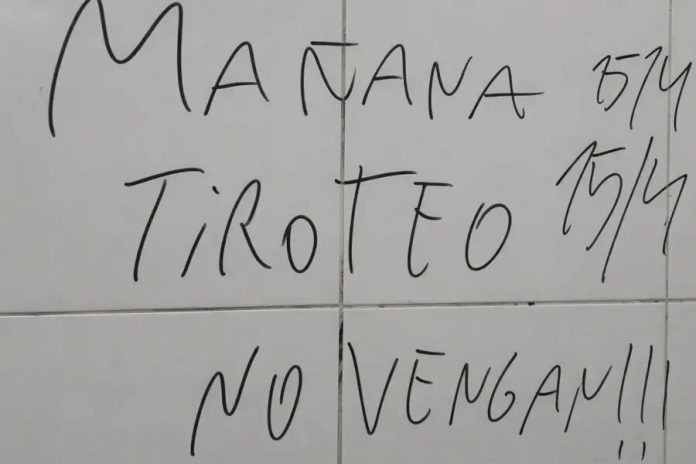 MAÑANA 15/4
TIROTEO 15/4
NO VENGAN!!!